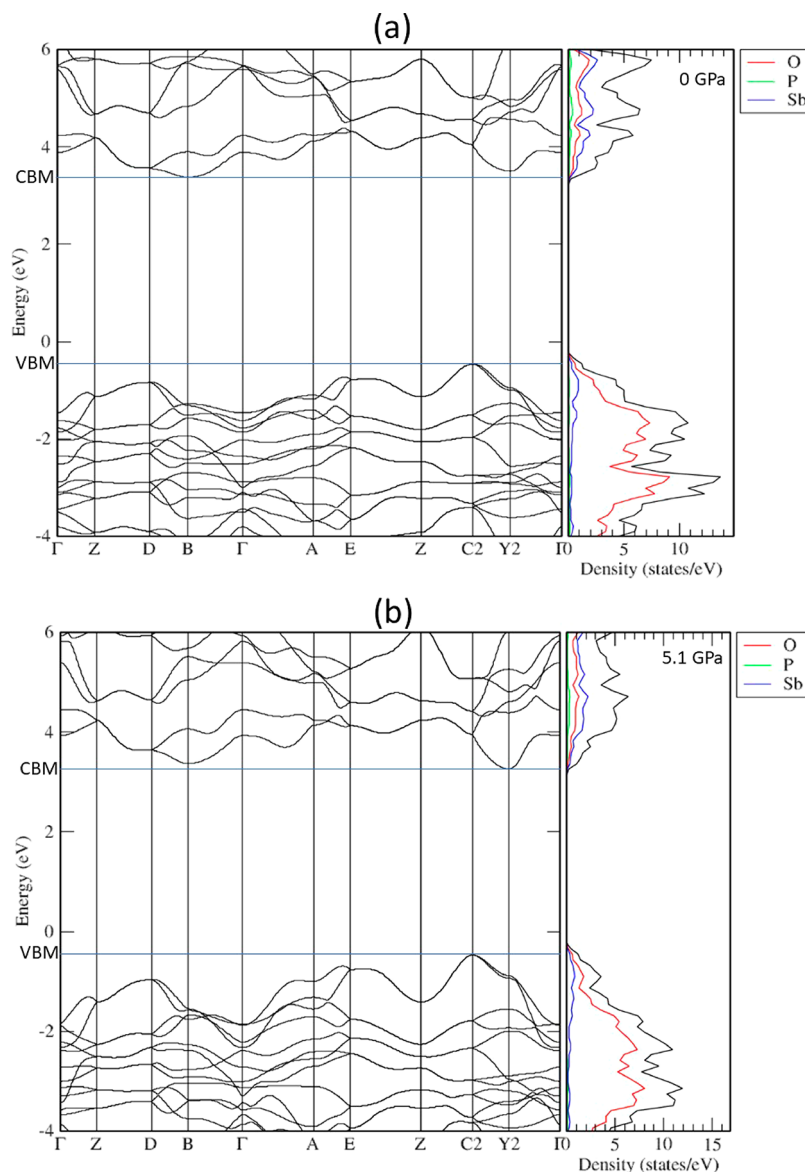 (a)
6
4
CBM
2
0
VBM
-2
-4
Energy (eV)
Γ Z D B Γ A E Z C2 Y2 Γ
0 GPa
O
P
Sb
0 5 10
Density (states/eV)
(b)
6
4
CBM
2
0
VBM
-2
-4
Energy (eV)
Γ Z D B Γ A E Z C2 Y2 Γ
5.1 GPa
O
P
Sb
0 5 10 15
Density (states/eV)